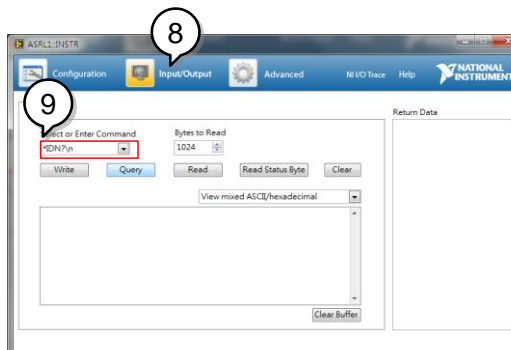 8
ASRL1::INSTR
Configuration Input/Output Advanced NI I/O Trace Help NATIONAL INSTRUMENT
9
Return Data
Select or Enter Command Bytes to Read
*IDN?\n 1024
Write Query Read Read Status Byte Clear
View mixed ASCII/hexadecimal
Clear Buffer